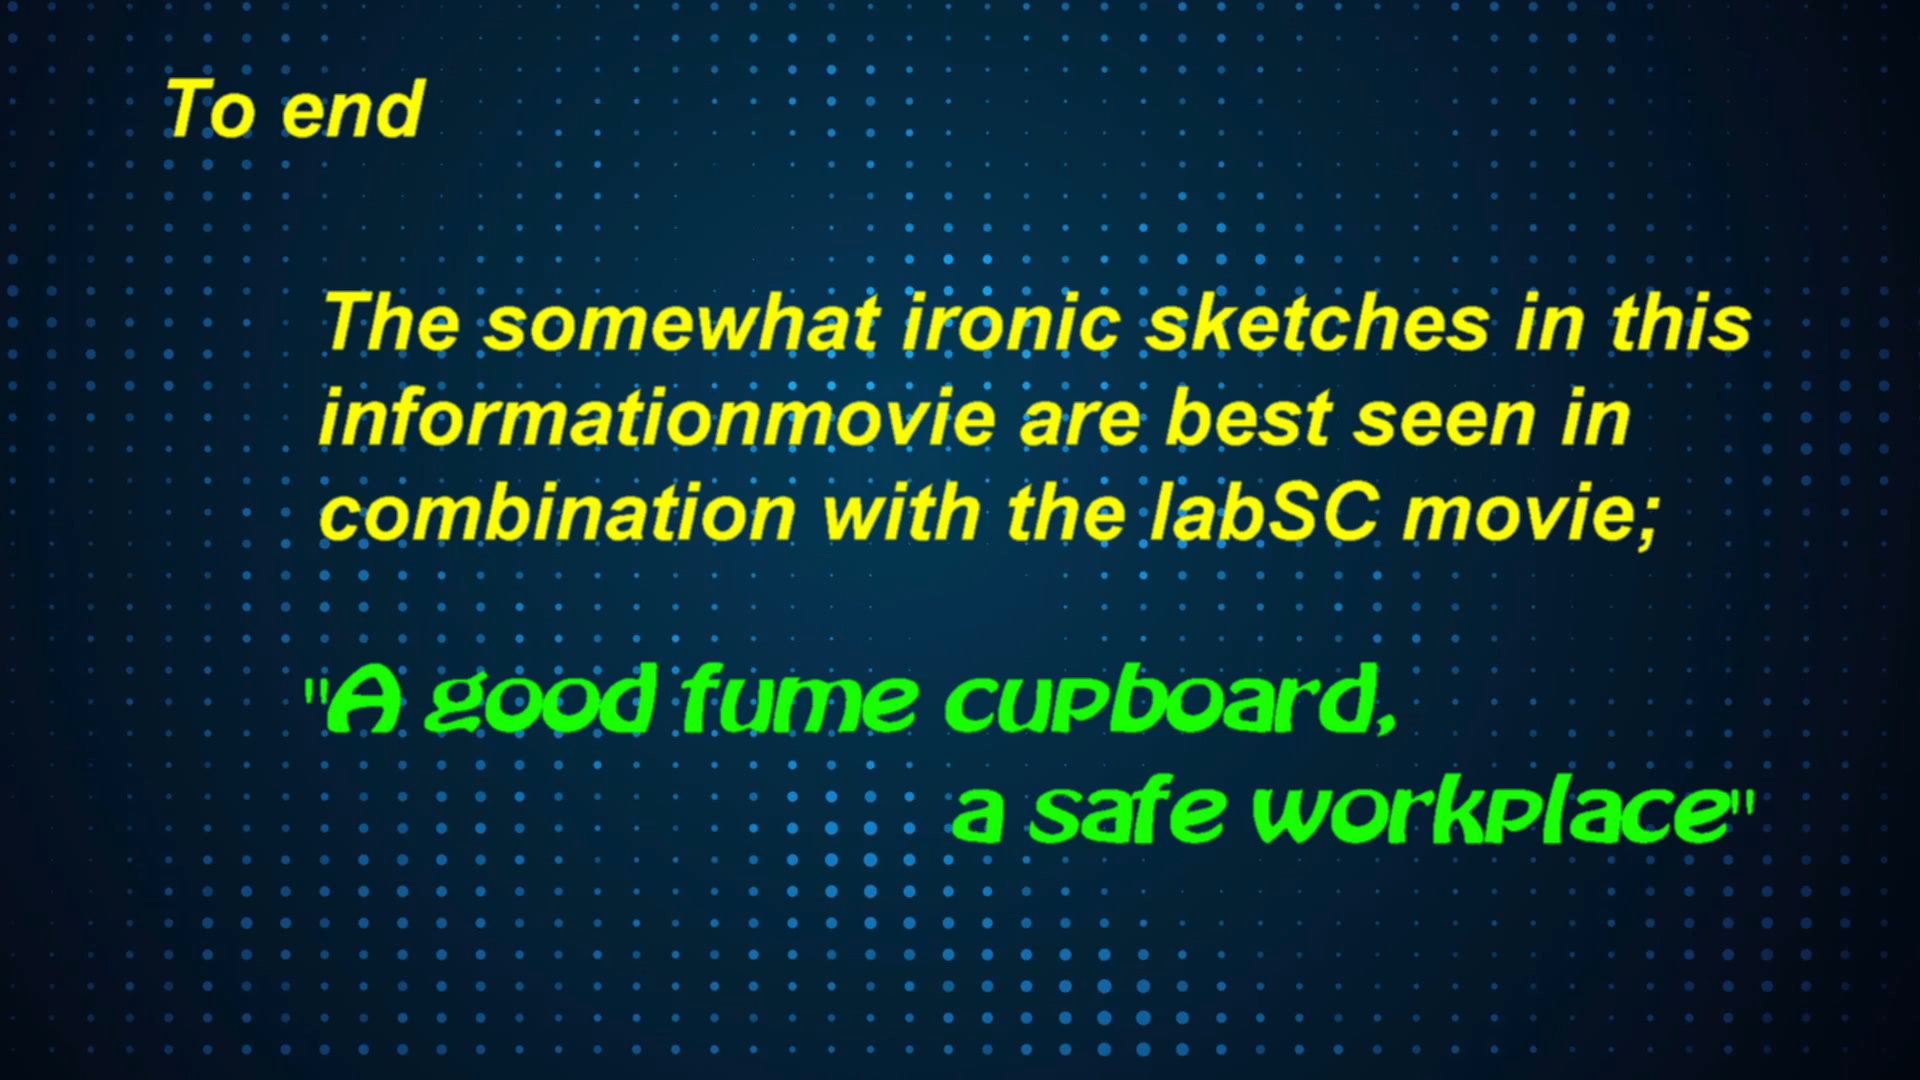 To end
The somewhat ironic sketches in this
informationmovie are best seen in
combination with the labSC movie;
"A good fume cupboard,
a safe workplace"